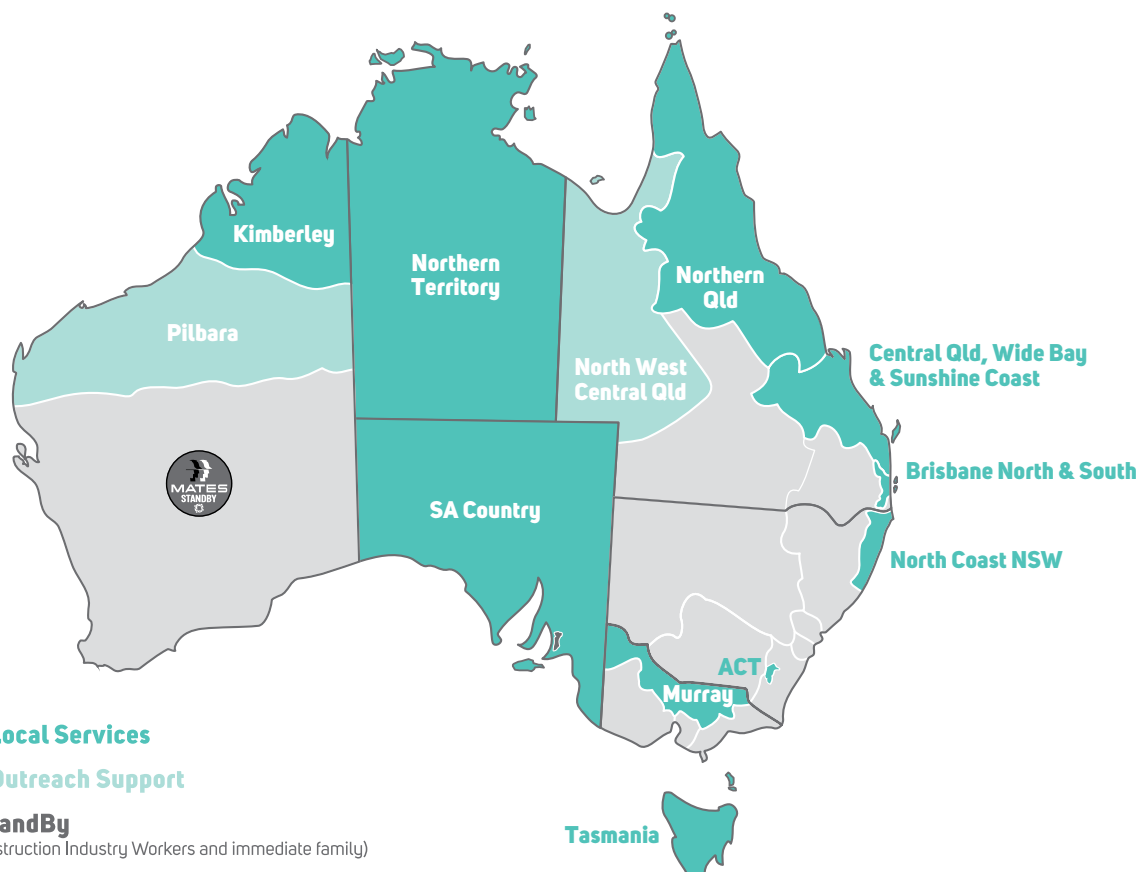 Kimberley
Northern
Territory
Northern
Qld
Pilbara
North West
Central Qld
Central Qld, Wide Bay
& Sunshine Coast
MATES
STANDBY
Brisbane North & South
SA Country
North Coast NSW
ACT
Murray
Local Services
Outreach Support
andBy
struction Industry Workers and immediate family)
Tasmania